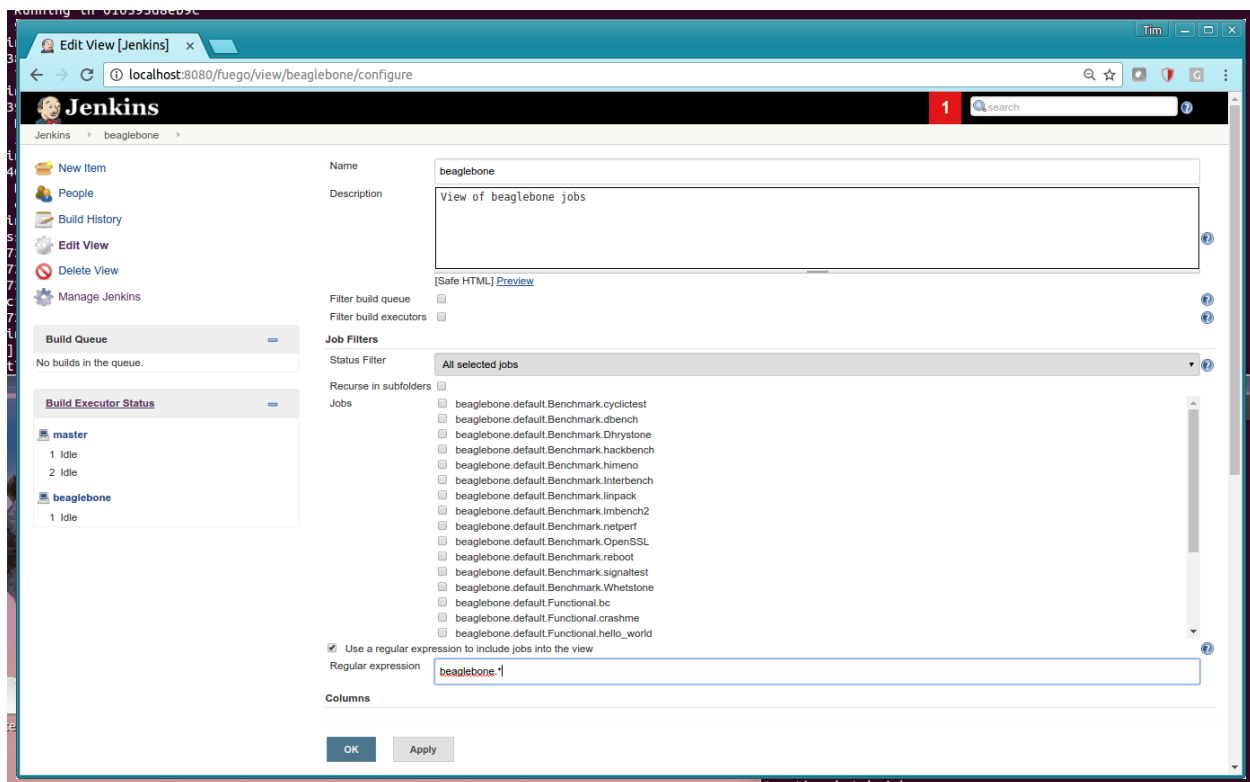 Running in 010393d8eb9c
Tim
Edit View [Jenkins]
localhost:8080/fuego/view/beaglebone/configure
Jenkins
1
search
Jenkins
beaglebone
New Item
People
Build History
Edit View
Delete View
Manage Jenkins
Build Queue
No builds in the queue.
Build Executor Status
master
1 Idle
2 Idle
beaglebone
1 Idle
Name
beaglebone
Description
View of beaglebone jobs
[Safe HTML] Preview
Filter build queue
Filter build executors
Job Filters
Status Filter
All selected jobs
Recurse in subfolders
Jobs
beaglebone.default.Benchmark.cyclictest
beaglebone.default.Benchmark.dbench
beaglebone.default.Benchmark.Dhrystone
beaglebone.default.Benchmark.hackbench
beaglebone.default.Benchmark.himeno
beaglebone.default.Benchmark.Interbench
beaglebone.default.Benchmark.linpack
beaglebone.default.Benchmark.lmbench2
beaglebone.default.Benchmark.netperf
beaglebone.default.Benchmark.OpenSSL
beaglebone.default.Benchmark.reboot
beaglebone.default.Benchmark.signaltest
beaglebone.default.Benchmark.Whetstone
beaglebone.default.Functional.bc
beaglebone.default.Functional.crashme
beaglebone.default.Functional.hello_world
Use a regular expression to include jobs into the view
Regular expression
beaglebone.*
Columns
OK
Apply